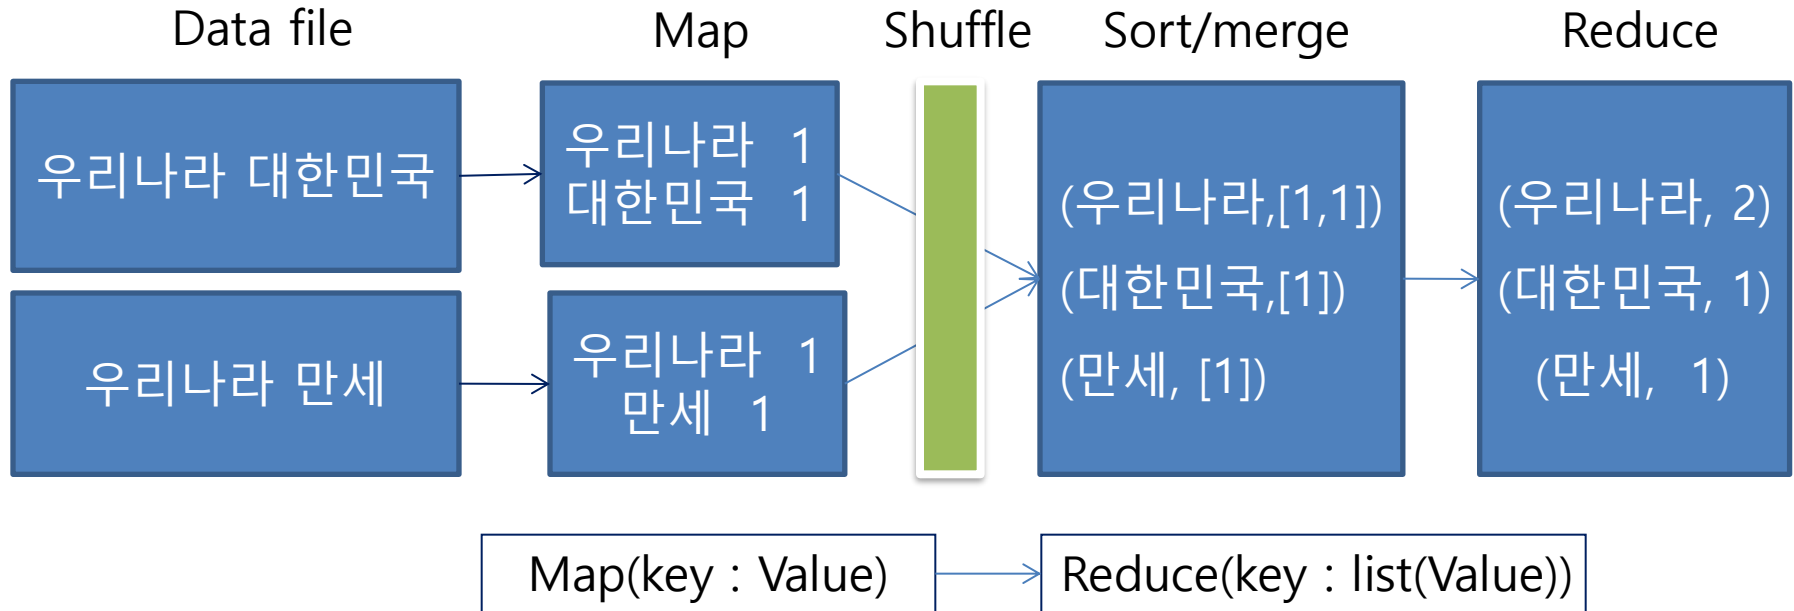 Data file
Map
Shuffle
Sort/merge
Reduce
우리나라 대한민국
우리나라 1
대한민국 1
우리나라 만세
우리나라 1
만세 1
(우리나라,[1,1])
(대한민국,[1])
(만세, [1])
(우리나라, 2)
(대한민국, 1)
(만세, 1)
Map(key : Value)
Reduce(key : list(Value))